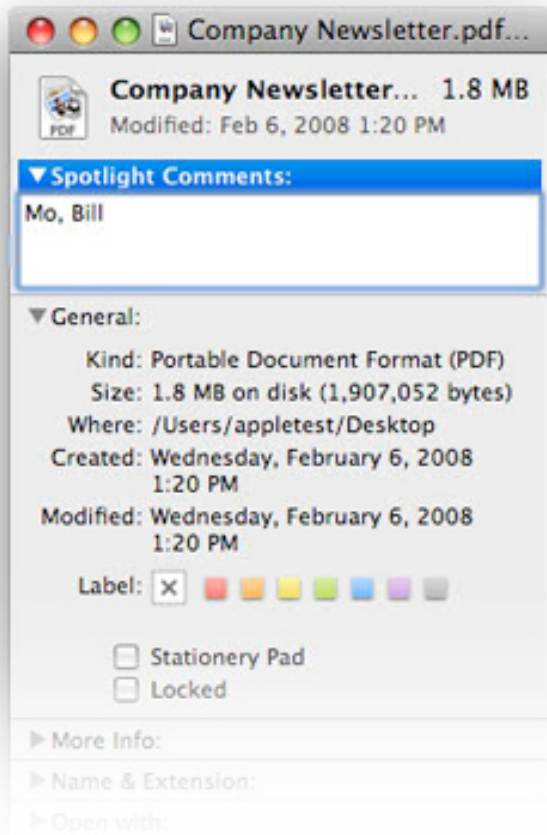 Company Newsletter.pdf...
Company Newsletter... 1.8 MB
PDF
Modified: Feb 6, 2008 1:20 PM
▼Spotlight Comments:
Mo, Bill
▼General:
Kind: Portable Document Format (PDF)
Size: 1.8 MB on disk (1,907,052 bytes)
Where: /Users/appletest/Desktop
Created: Wednesday, February 6, 2008
1:20 PM
Modified: Wednesday, February 6, 2008
1:20 PM
Label:
Stationery Pad
Locked
▶More Info:
▶Name & Extension:
▶Open with: